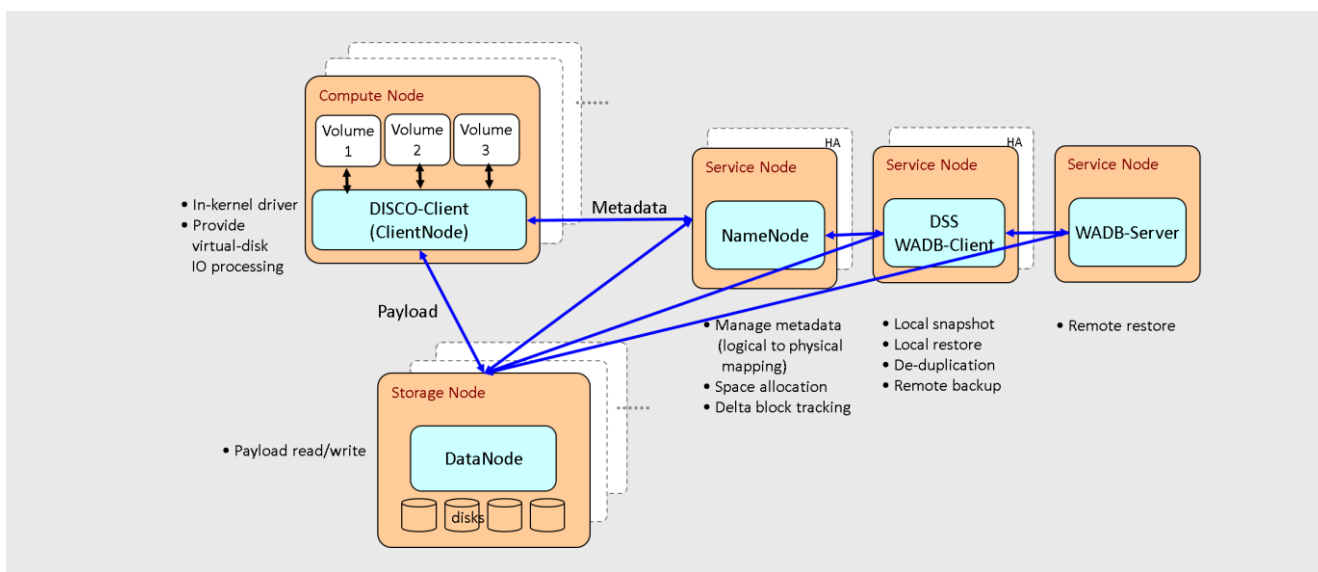 Compute Node
Volume
1
Volume
2
Volume
3
........
DISCO-Client
(ClientNode)
• In-kernel driver
• Provide
virtual-disk
IO processing
Metadata
Payload
HA
Service Node
NameNode
HA
Service Node
DSS
WADB-Client
Service Node
WADB-Server
• Manage metadata
(logical to physical
mapping)
• Space allocation
• Delta block tracking
• Local snapshot
• Local restore
• De-duplication
• Remote backup
• Remote restore
Storage Node
........
• Payload read/write
DataNode
disks